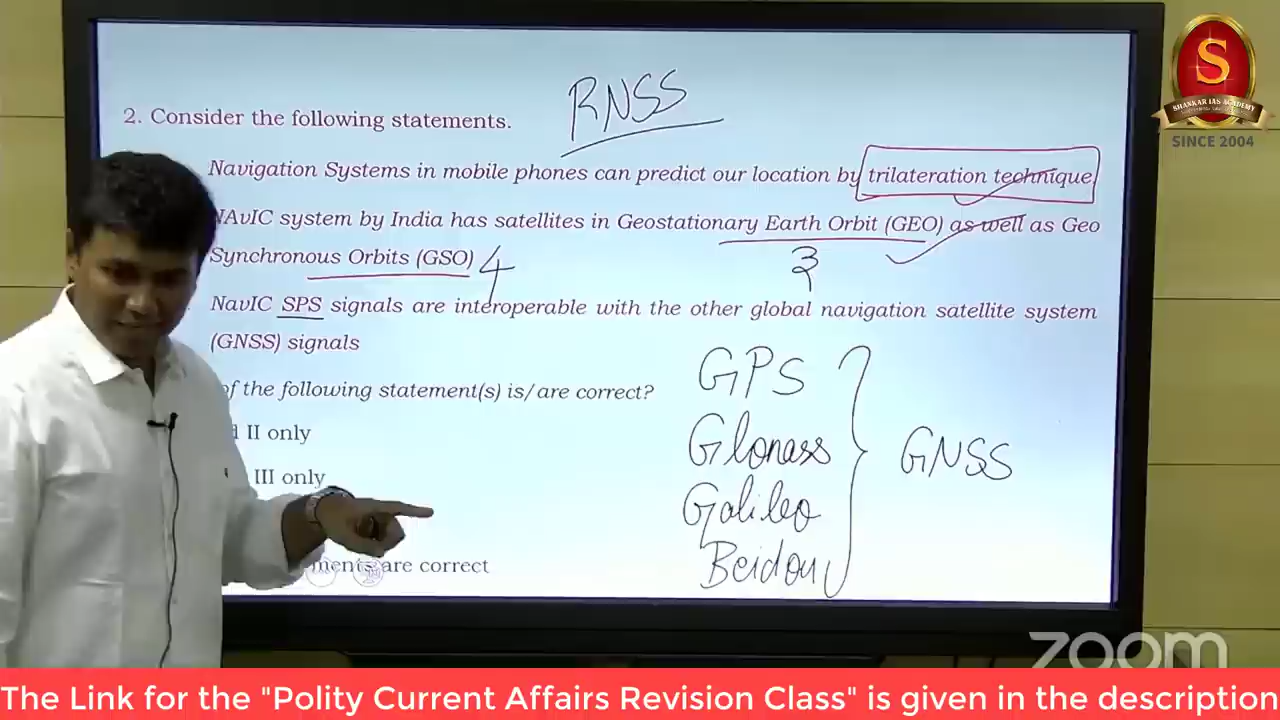 RNSS
2. Consider the following statements.
Navigation Systems in mobile phones can predict our location by trilateration technique
NAvIC system by India has satellites in Geostationary Earth Orbit (GEO) as well as Geo
Synchronous Orbits (GSO) 4 3
NavIC SPS signals are interoperable with the other global navigation satellite system
(GNSS) signals
of the following statement(s) is/are correct?
II only
III only
are correct
GPS
Glonass
Galileo
Beidou
GNSS
S
SHANKAR IAS ACADEMY
SINCE 2004
zoom
The Link for the "Polity Current Affairs Revision Class" is given in the description